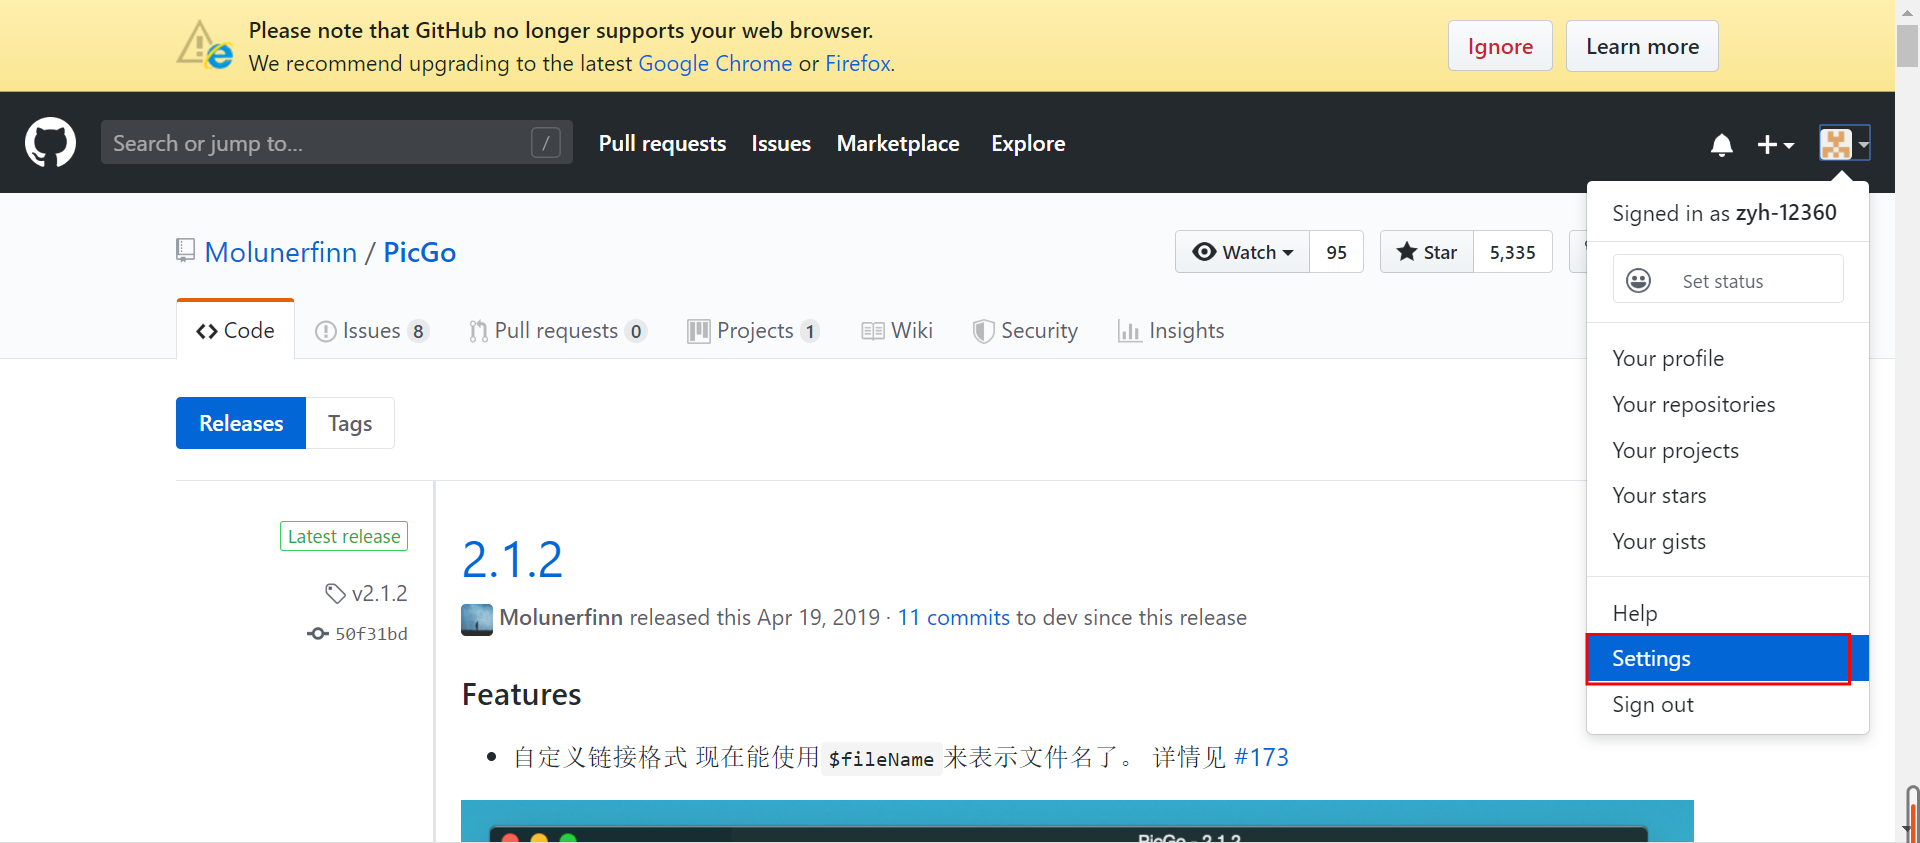 Please note that GitHub no longer supports your web browser.
We recommend upgrading to the latest Google Chrome or Firefox.
Ignore
Learn more
Search or jump to...
/
Pull requests
Issues
Marketplace
Explore
Signed in as zyh-12360
Set status
Your profile
Your repositories
Your projects
Your stars
Your gists
Help
Settings
Sign out
Molunerfinn / PicGo
Watch 95
Star 5,335
Code
Issues 8
Pull requests 0
Projects 1
Wiki
Security
Insights
Releases
Tags
Latest release
v2.1.2
50f31bd
2.1.2
Molunerfinn released this Apr 19, 2019 · 11 commits to dev since this release
Features
自定义链接格式 现在能使用 $fileName 来表示文件名了。 详情见 #173
PicGo - 2.1.2